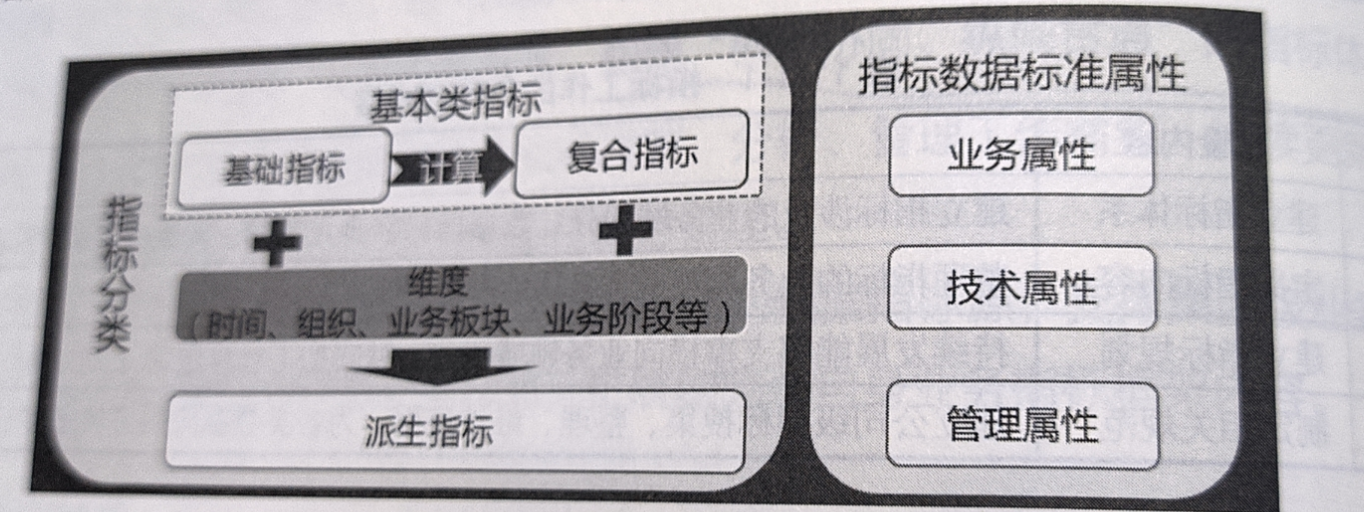 指标分类
基本类指标
基础指标
计算
复合指标
维度
（时间、组织、业务板块、业务阶段等）
派生指标
指标数据标准属性
业务属性
技术属性
管理属性